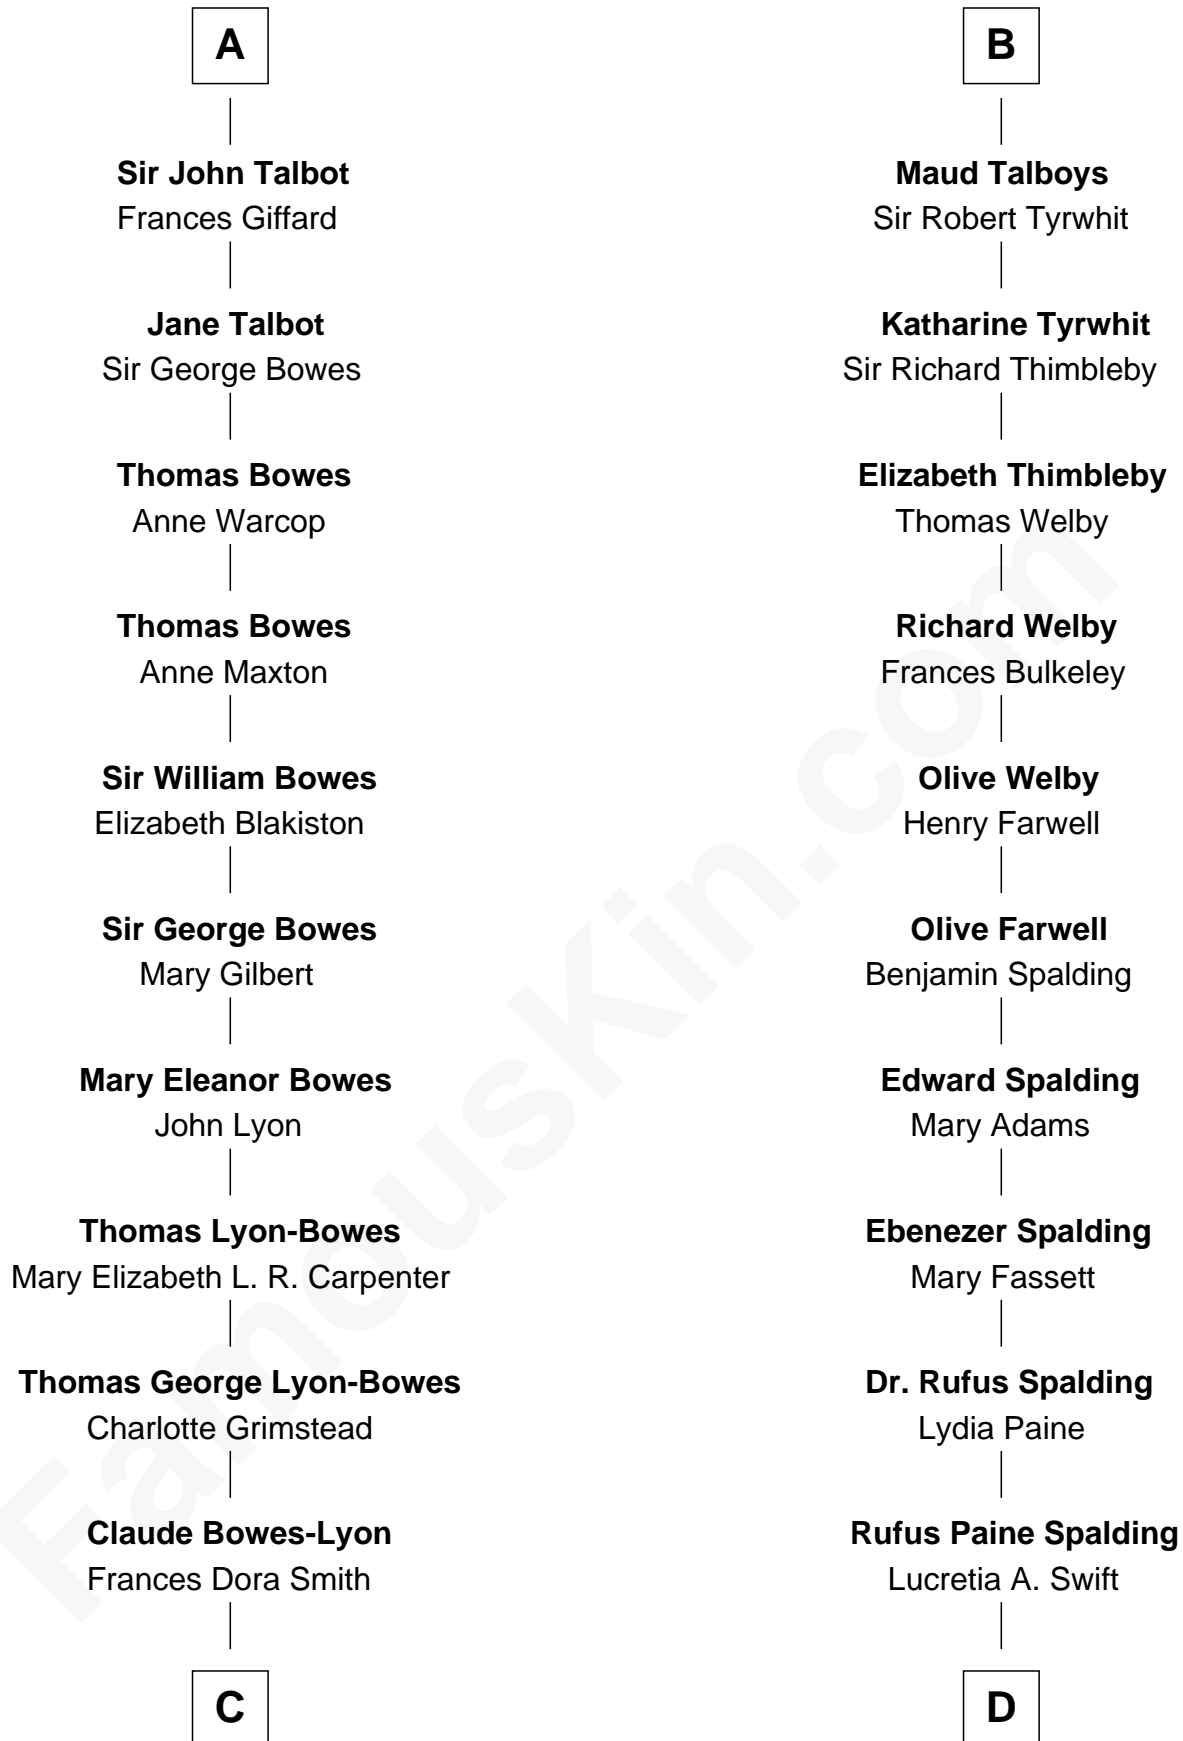 A
Sir John Talbot
Frances Giffard
Jane Talbot
Sir George Bowes
Thomas Bowes
Anne Warcop
Thomas Bowes
Anne Maxton
Sir William Bowes
Elizabeth Blakiston
Sir George Bowes
Mary Gilbert
Mary Eleanor Bowes
John Lyon
Thomas Lyon-Bowes
Mary Elizabeth L. R. Carpenter
Thomas George Lyon-Bowes
Charlotte Grimstead
Claude Bowes-Lyon
Frances Dora Smith
C
B
Maud Talboys
Sir Robert Tyrwhit
Katharine Tyrwhit
Sir Richard Thimbleby
Elizabeth Thimbleby
Thomas Welby
Richard Welby
Frances Bulkeley
Olive Welby
Henry Farwell
Olive Farwell
Benjamin Spalding
Edward Spalding
Mary Adams
Ebenezer Spalding
Mary Fassett
Dr. Rufus Spalding
Lydia Paine
Rufus Paine Spalding
Lucretia A. Swift
D
FamousKin.com